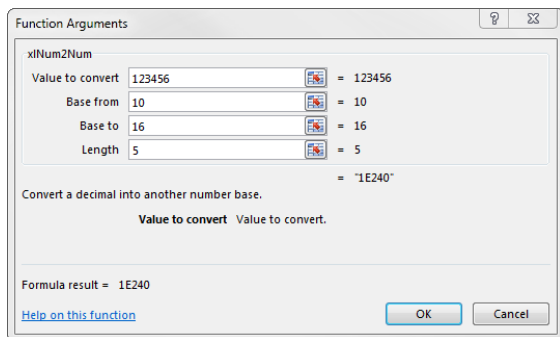 Function Arguments
xlNum2Num
Value to convert 123456 = 123456
Base from 10 = 10
Base to 16 = 16
Length 5 = 5
= "1E240"
Convert a decimal into another number base.
Value to convert Value to convert.
Formula result = 1E240
Help on this function OK Cancel